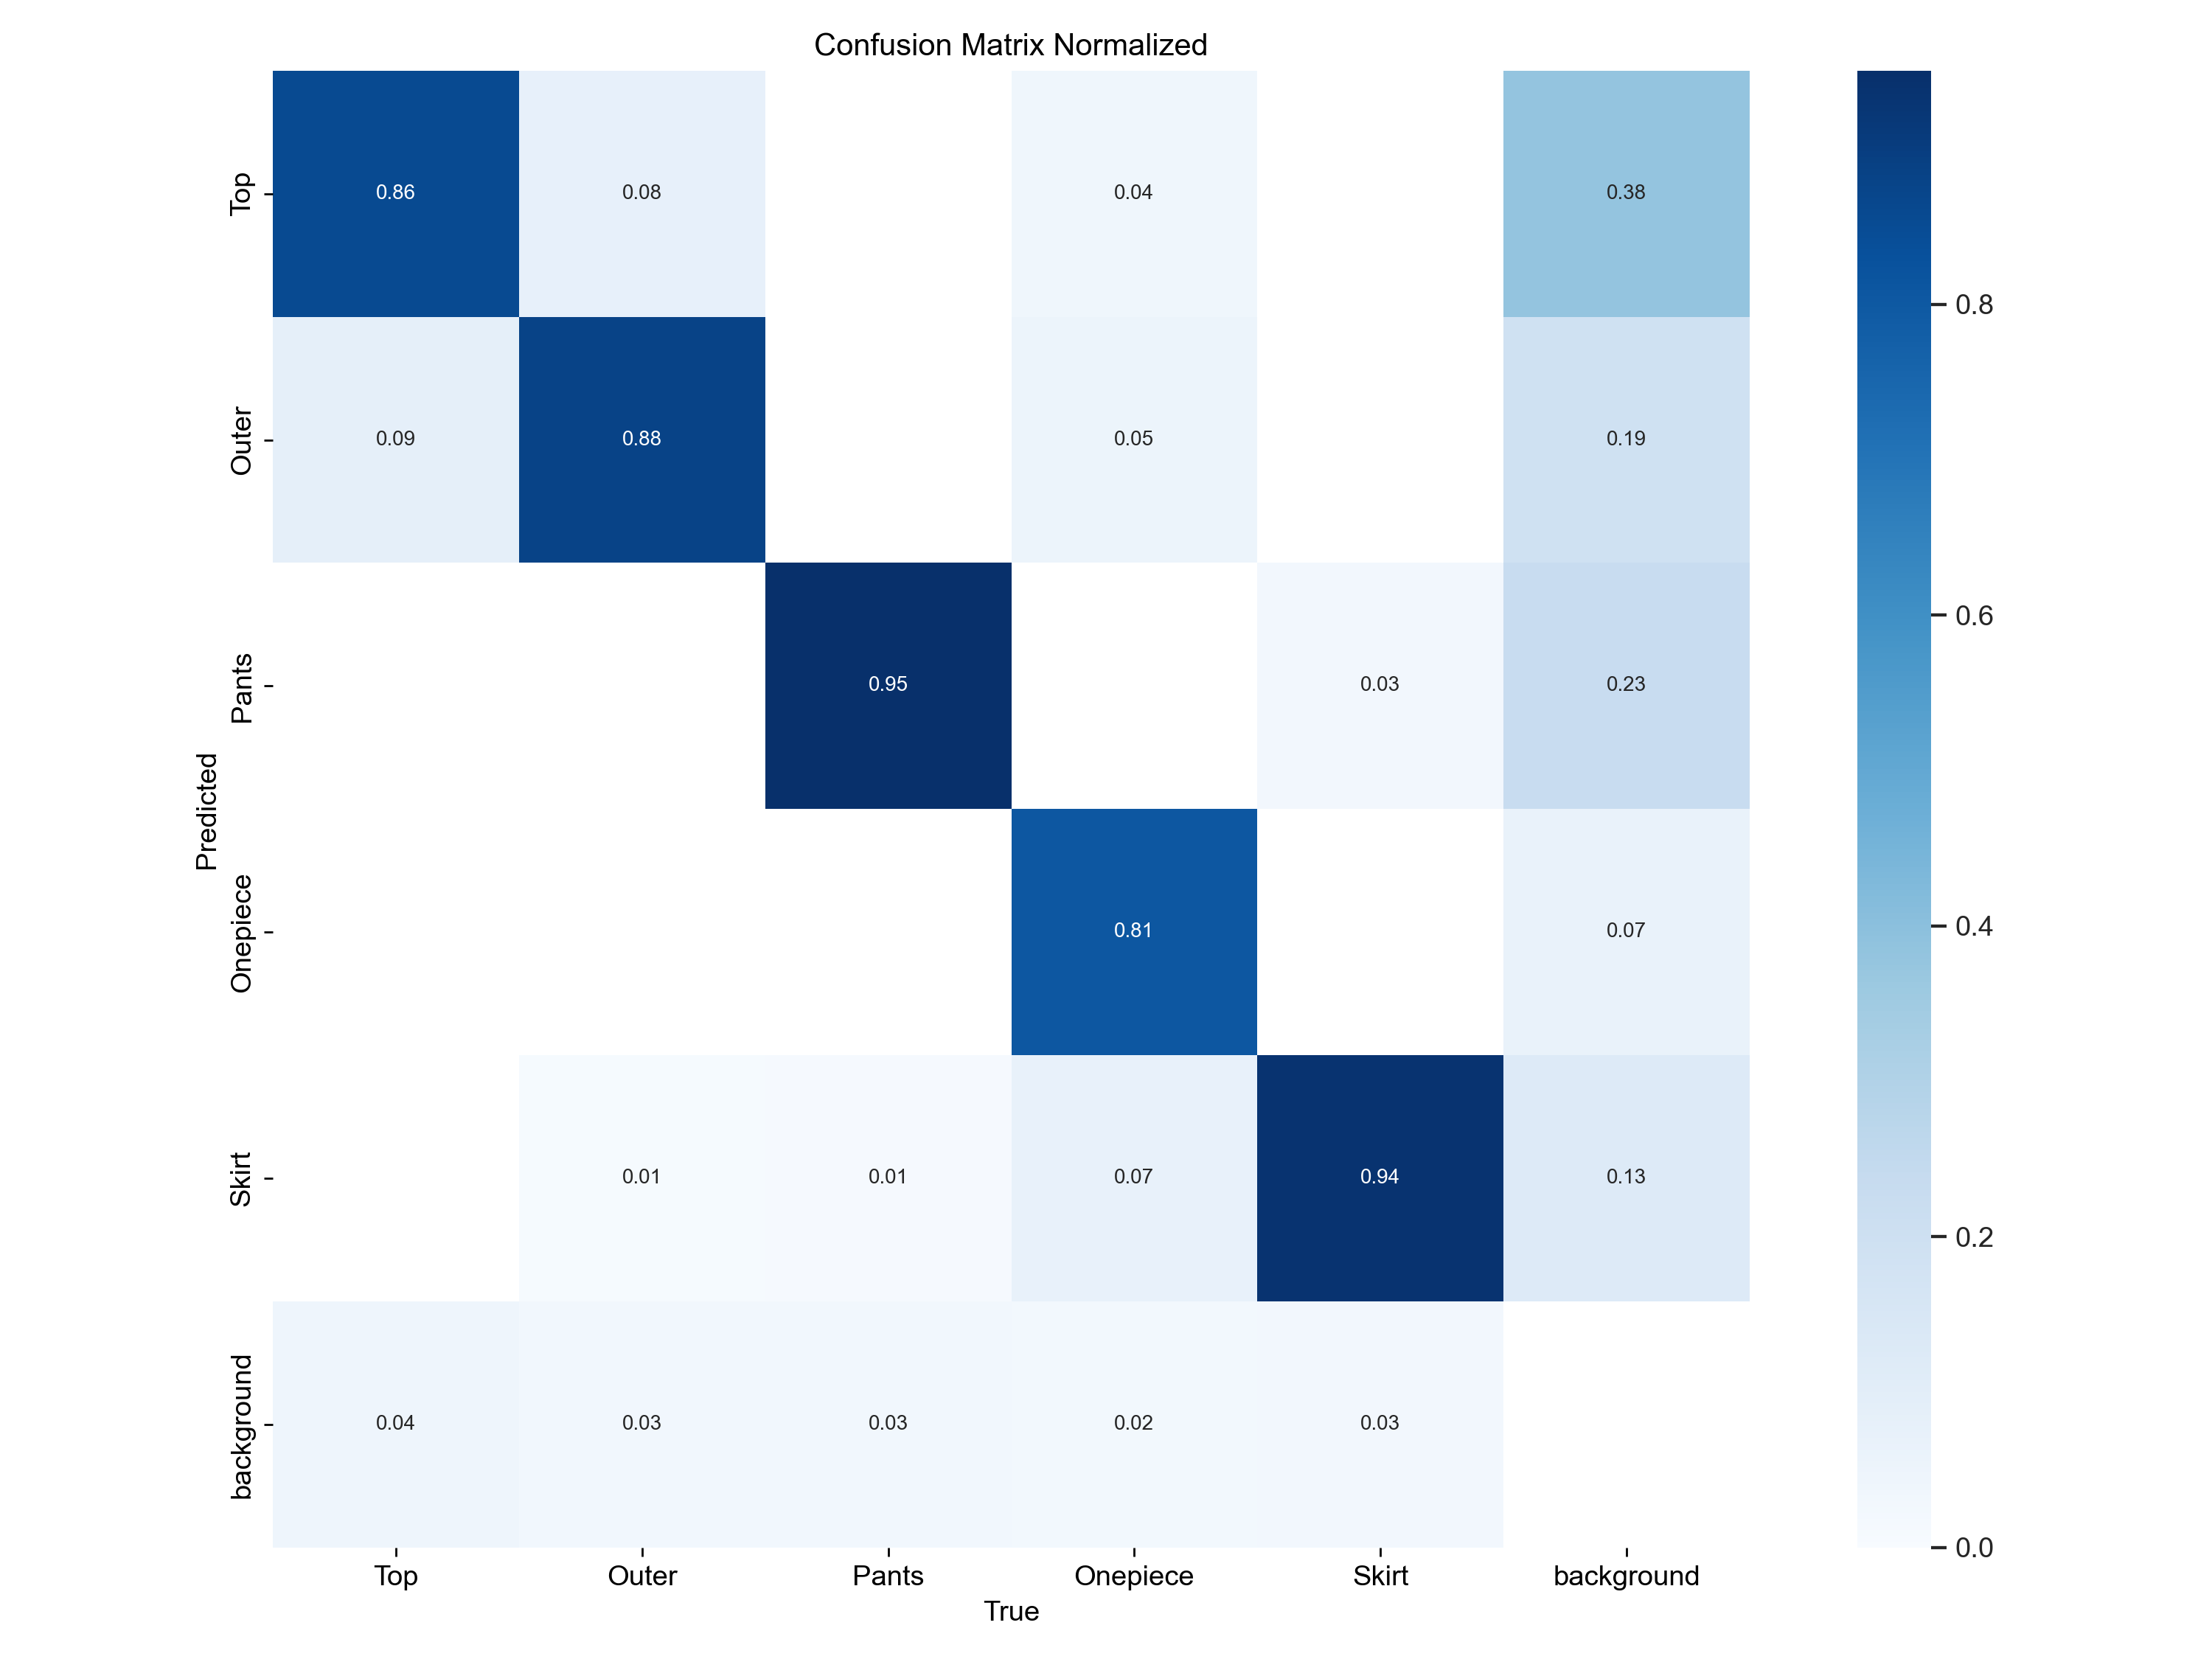 Confusion Matrix Normalized
Top
0.86
0.08
0.04
0.38
Outer
0.09
0.88
0.05
0.19
0.8
Pants
0.95
0.03
0.23
0.6
Predicted
Onepiece
0.81
0.07
0.4
Skirt
0.01
0.01
0.07
0.94
0.13
0.2
background
0.04
0.03
0.03
0.02
0.03
0.0
Top
Outer
Pants
Onepiece
Skirt
background
True